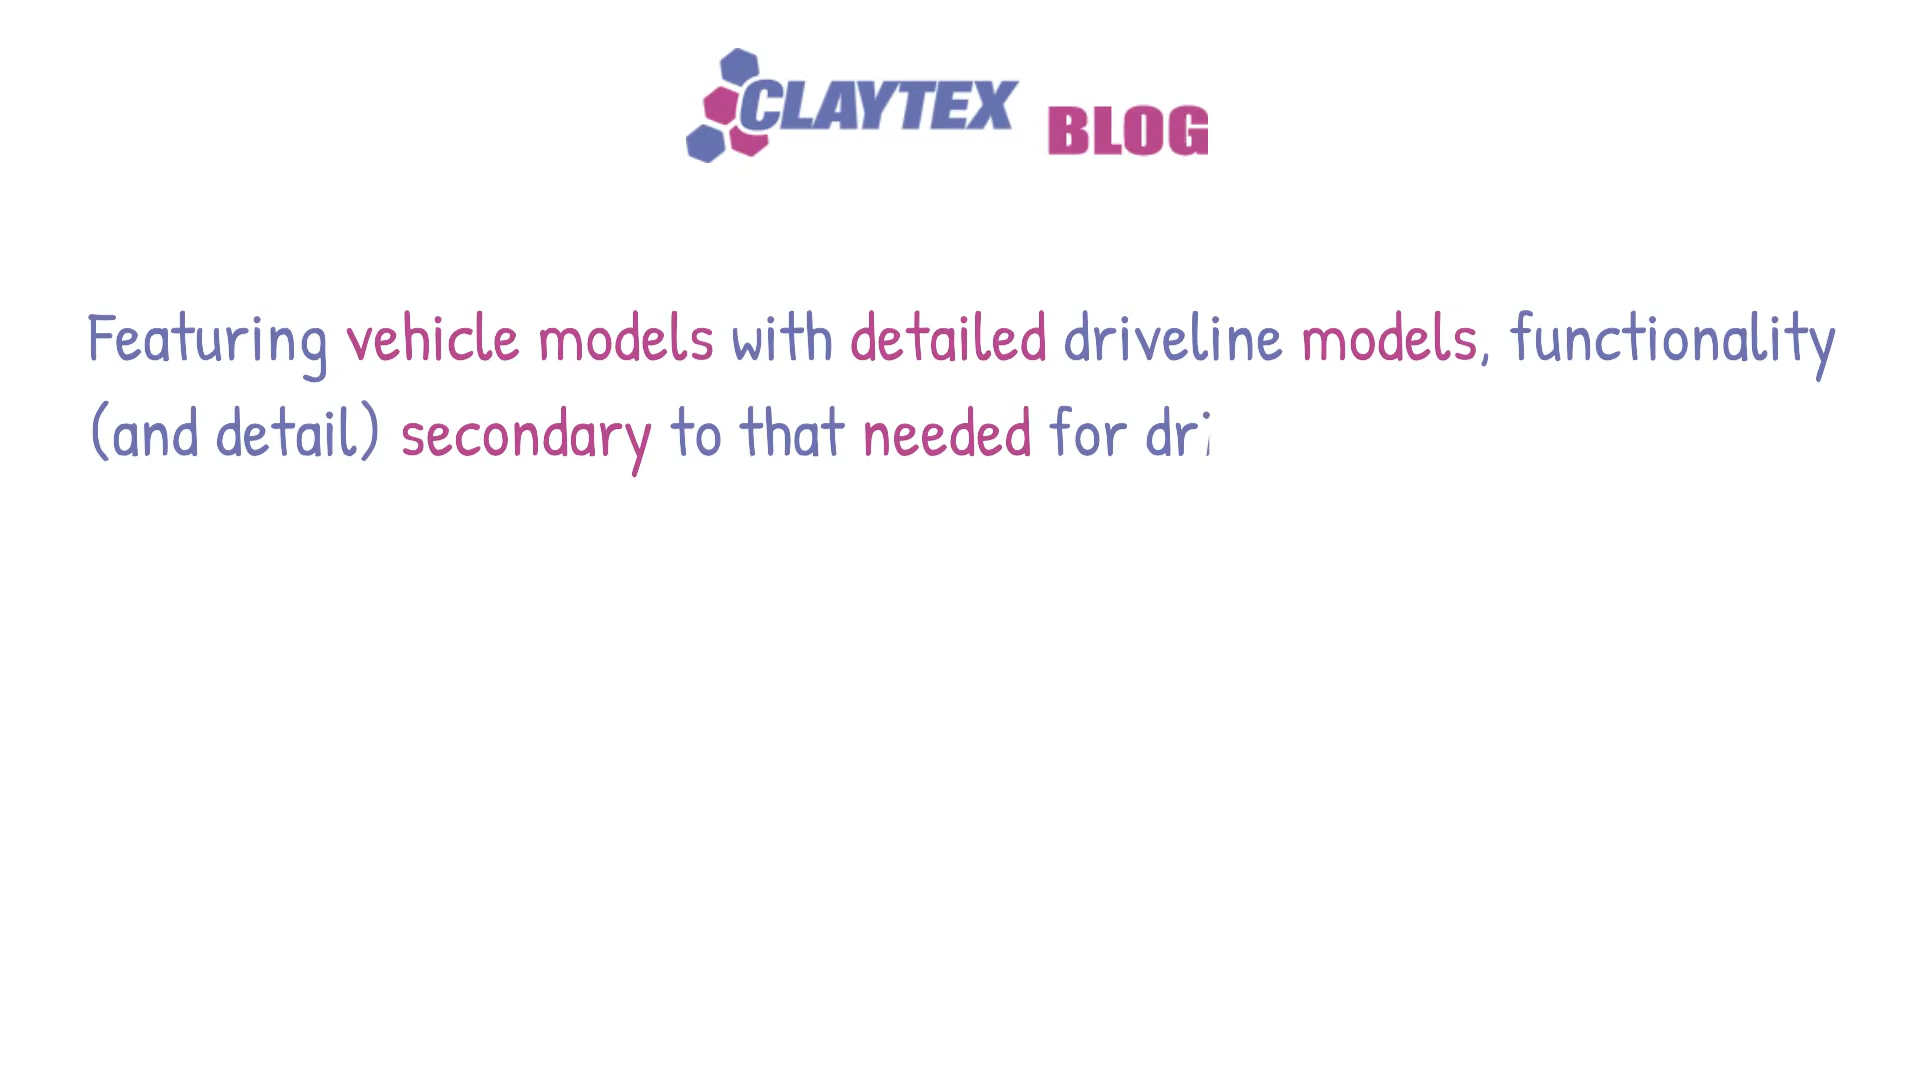 CLAYTEX BLOG
Featuring vehicle models with detailed driveline models, functionality
(and detail) secondary to that needed for dri